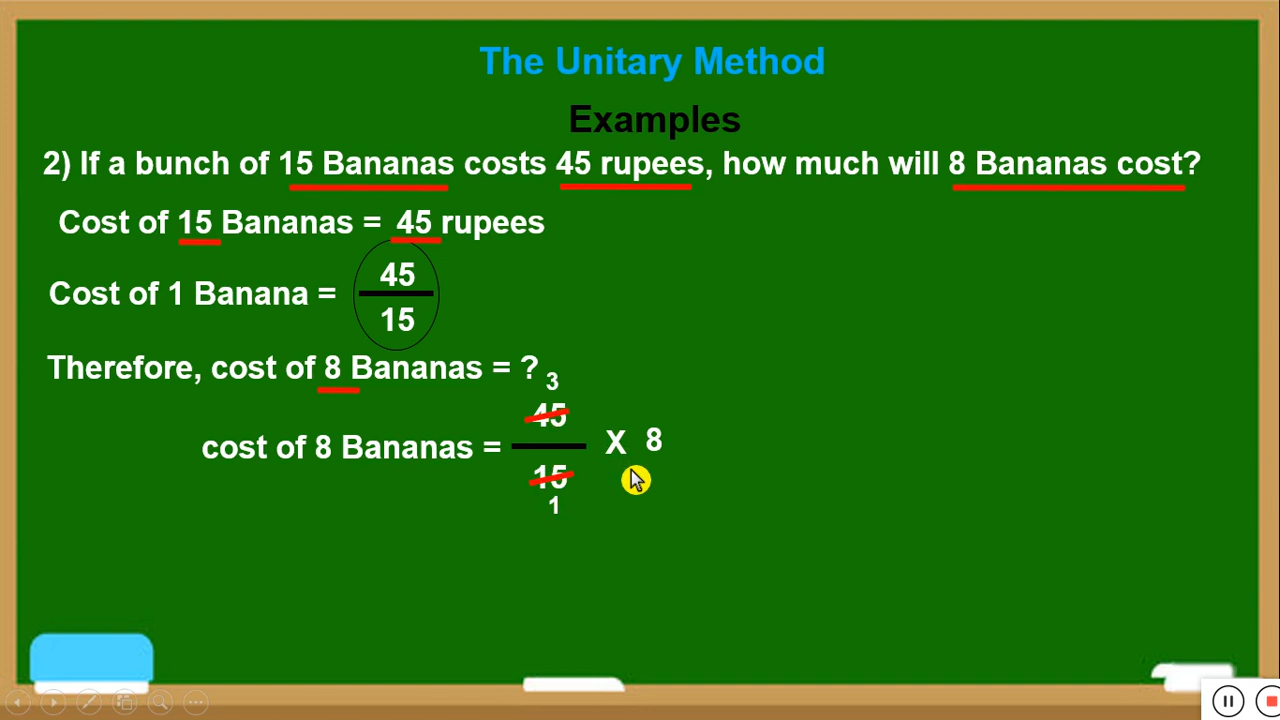 The Unitary Method
Examples
2) If a bunch of 15 Bananas costs 45 rupees, how much will 8 Bananas cost?
Cost of 15 Bananas = 45 rupees
45
Cost of 1 Banana =
15
Therefore, cost of 8 Bananas = ?
3
45
cost of 8 Bananas = X 8
15
1